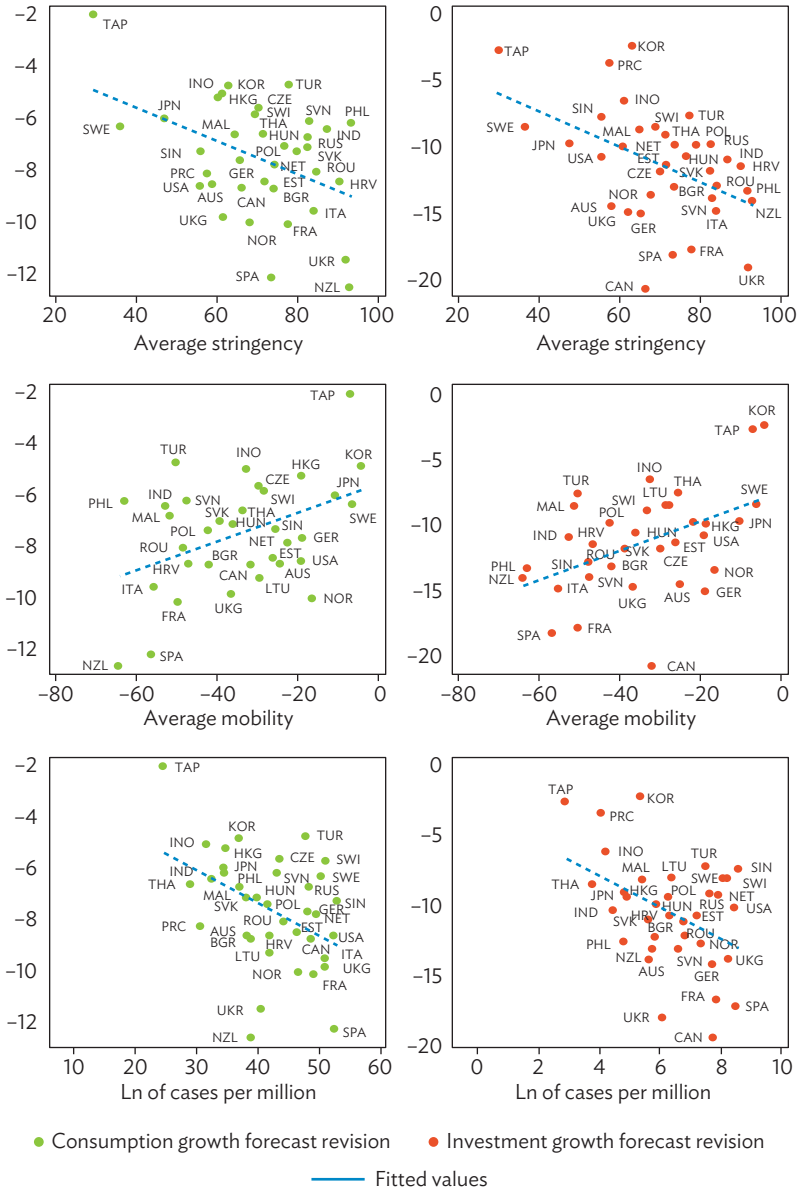 −2
−4
−6
−8
−10
−12
TAP
INO
KOR
TUR
JPN
HKG
CZE
SWE
SWI
SVN
PHL
MAL
THA
HUN
IND
SIN
POL
RUS
SVK
PRC
GER
NET
ROU
USA
AUS
CAN
EST
BGR
HRV
UKG
NOR
FRA
ITA
SPA
UKR
NZL
20 40 60 80 100
Average stringency
0
−5
−10
−15
−20
TAP
KOR
PRC
INO
SIN
SWI
TUR
SWE
MAL
JPN
NET
THA
POL
RUS
USA
EST
HUN
IND
CZE
SVK
HRV
NOR
BGR
ROU
PHL
AUS
UKG
GER
SVN
ITA
NZL
SPA
FRA
CAN
UKR
20 40 60 80 100
Average stringency
−2
−4
−6
−8
−10
−12
TAP
TUR
INO
HKG
KOR
PHL
IND
SVN
CZE
JPN
MAL
SVK
THA
SWI
SWE
POL
HUN
SIN
ROU
NET
GER
HRV
BGR
EST
USA
ITA
CAN
AUS
LTU
FRA
UKG
NOR
NZL
SPA
−80 −60 −40 −20 0
Average mobility
0
−5
−10
−15
−20
KOR
TAP
INO
TUR
LTU
TSA
SWE
MAL
SWI
POL
IND
HRV
HUN
HKG
JPN
USA
ROU
SVK
EST
PHL
SIN
BGR
CZE
NOR
NZL
ITA
SVN
UKG
AUS
GER
SPA
FRA
CAN
−80 −60 −40 −20 0
Average mobility
−2
−4
−6
−8
−10
−12
TAP
KOR
TUR
INO
HKG
CZE
SWI
IND
JPN
THA
PHL
SVN
SWE
MAL
HUN
RUS
SVK
POL
GER
SIN
PRC
AUS
ROU
EST
NET
BGR
HRV
USA
LTU
CAN
ITA
NOR
UKG
FRA
UKR
NZL
SPA
10 20 30 40 50 60
Ln of cases per million
0
−5
−10
−15
−20
TAP
KOR
PRC
INO
TUR
MAL
LTU
SIN
THA
SWE
SWI
JPN
HKG
POL
NET
IND
HUN
RUS
USA
SVK
HRV
EST
BGR
ROU
PHL
NOR
NZL
AUS
SVN
GER
UKG
FRA
SPA
UKR
CAN
0 2 4 6 8 10
Ln of cases per million
Consumption growth forecast revision
Investment growth forecast revision
Fitted values